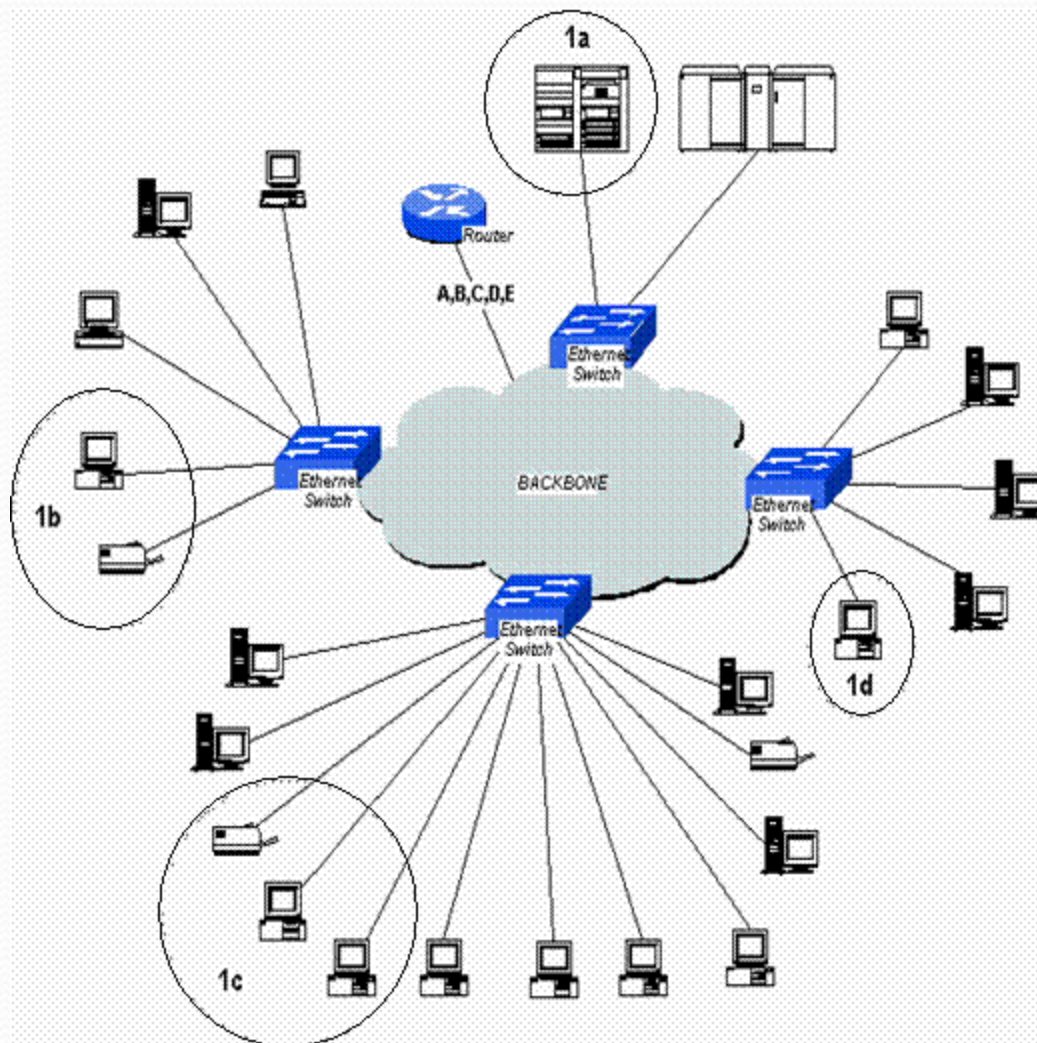 1a
Router
A,B,C,D,E
Ethernet
Switch
Ethernet
Switch
BACKBONE
Ethernet
Switch
1b
Ethernet
Switch
1d
1c